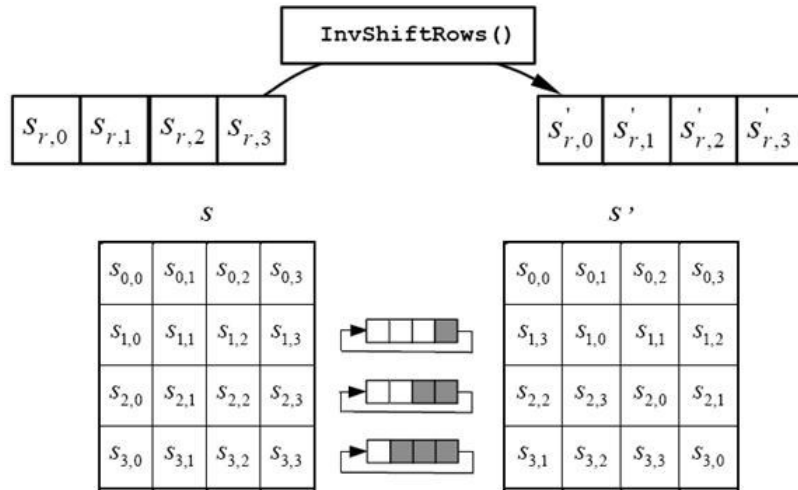 InvShiftRows()
S_{r,0} S_{r,1} S_{r,2} S_{r,3} S'_{r,0} S'_{r,1} S'_{r,2} S'_{r,3}
S S'
S_{0,0} S_{0,1} S_{0,2} S_{0,3} S_{0,0} S_{0,1} S_{0,2} S_{0,3}
S_{1,0} S_{1,1} S_{1,2} S_{1,3} S_{1,3} S_{1,0} S_{1,1} S_{1,2}
S_{2,0} S_{2,1} S_{2,2} S_{2,3} S_{2,2} S_{2,3} S_{2,0} S_{2,1}
S_{3,0} S_{3,1} S_{3,2} S_{3,3} S_{3,1} S_{3,2} S_{3,3} S_{3,0}